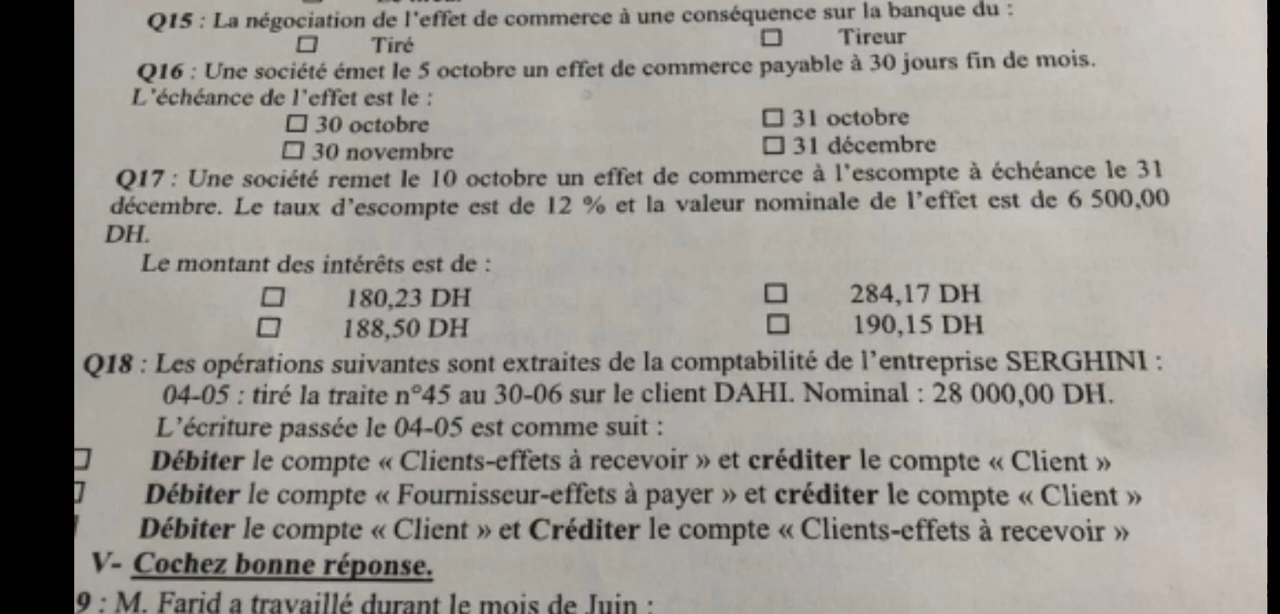 Q15 : La négociation de l'effet de commerce à une conséquence sur la banque du :
☐ Tiré ☐ Tireur
Q16 : Une société émet le 5 octobre un effet de commerce payable à 30 jours fin de mois.
L'échéance de l'effet est le :
☐ 30 octobre ☐ 31 octobre
☐ 30 novembre ☐ 31 décembre
Q17 : Une société remet le 10 octobre un effet de commerce à l'escompte à échéance le 31
décembre. Le taux d'escompte est de 12 % et la valeur nominale de l'effet est de 6 500,00
DH.
Le montant des intérêts est de :
☐ 180,23 DH ☐ 284,17 DH
☐ 188,50 DH ☐ 190,15 DH
Q18 : Les opérations suivantes sont extraites de la comptabilité de l'entreprise SERGHINI :
04-05 : tiré la traite n°45 au 30-06 sur le client DAHI. Nominal : 28 000,00 DH.
L'écriture passée le 04-05 est comme suit :
☐ Débiter le compte « Clients-effets à recevoir » et créditer le compte « Client »
☐ Débiter le compte « Fournisseur-effets à payer » et créditer le compte « Client »
Débiter le compte « Client » et Créditer le compte « Clients-effets à recevoir »
V- Cochez bonne réponse.
9 : M. Farid a travaillé durant le mois de Juin :